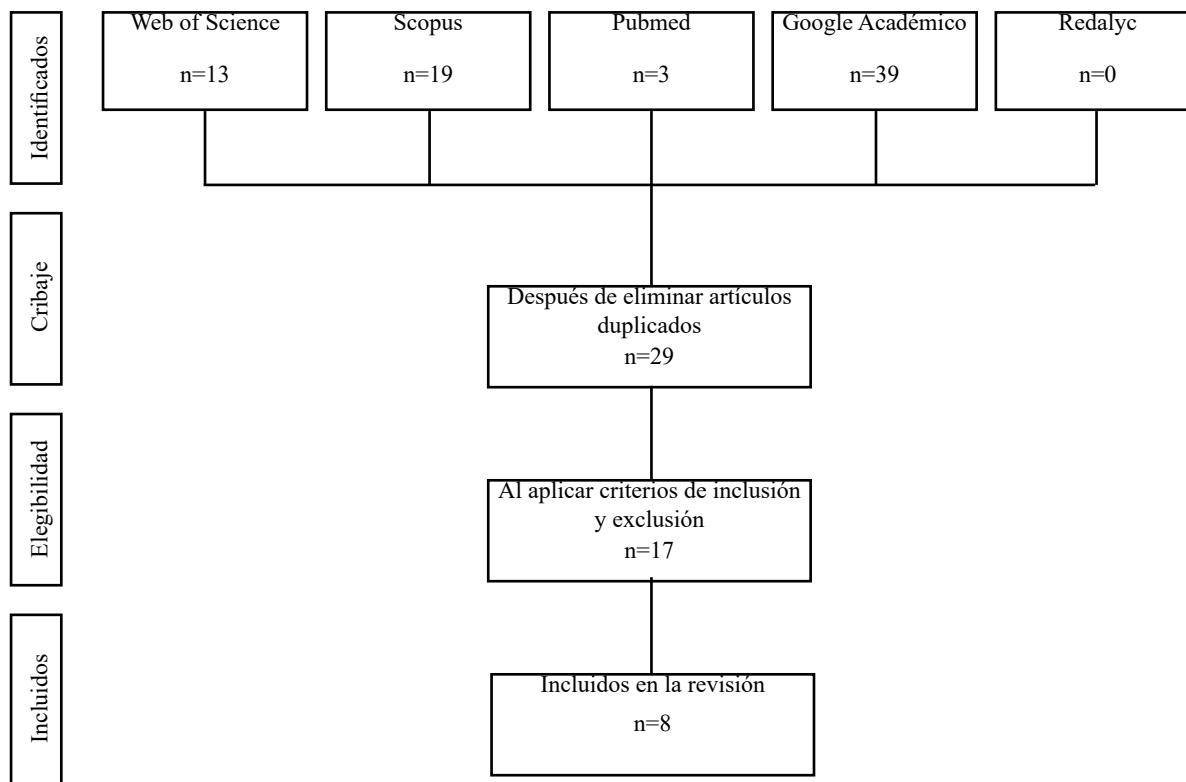 Identificados
Web of Science
n=13
Scopus
n=19
Pubmed
n=3
Google Académico
n=39
Redalyc
n=0
Cribaje
Después de eliminar artículos
duplicados
n=29
Elegibilidad
Al aplicar criterios de inclusión
y exclusión
n=17
Incluidos
Incluidos en la revisión
n=8